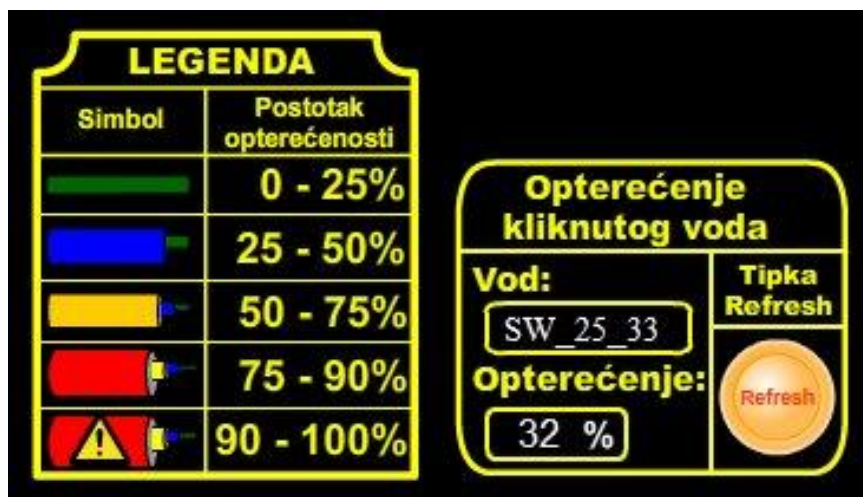 LEGENDA
Simbol
Postotak
opterećenosti
0 - 25%
25 - 50%
50 - 75%
75 - 90%
90 - 100%
Opterećenje
kliknutog voda
Vod:
SW_25_33
Opterećenje:
32 %
Tipka
Refresh
Refresh